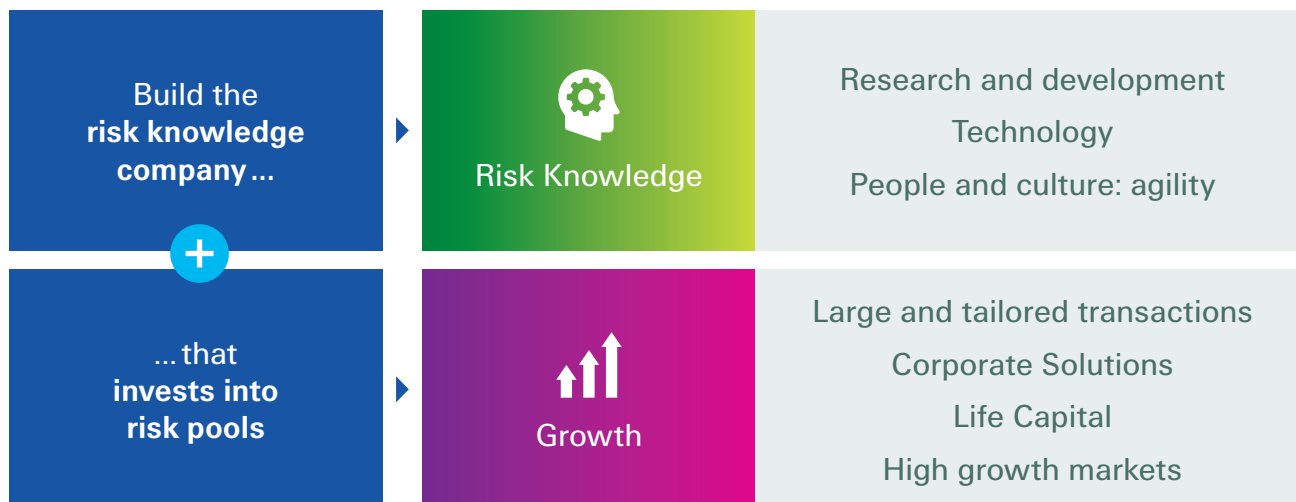 Build the
risk knowledge
company ...
Risk Knowledge
Research and development
Technology
People and culture: agility
+
... that
invests into
risk pools
Growth
Large and tailored transactions
Corporate Solutions
Life Capital
High growth markets